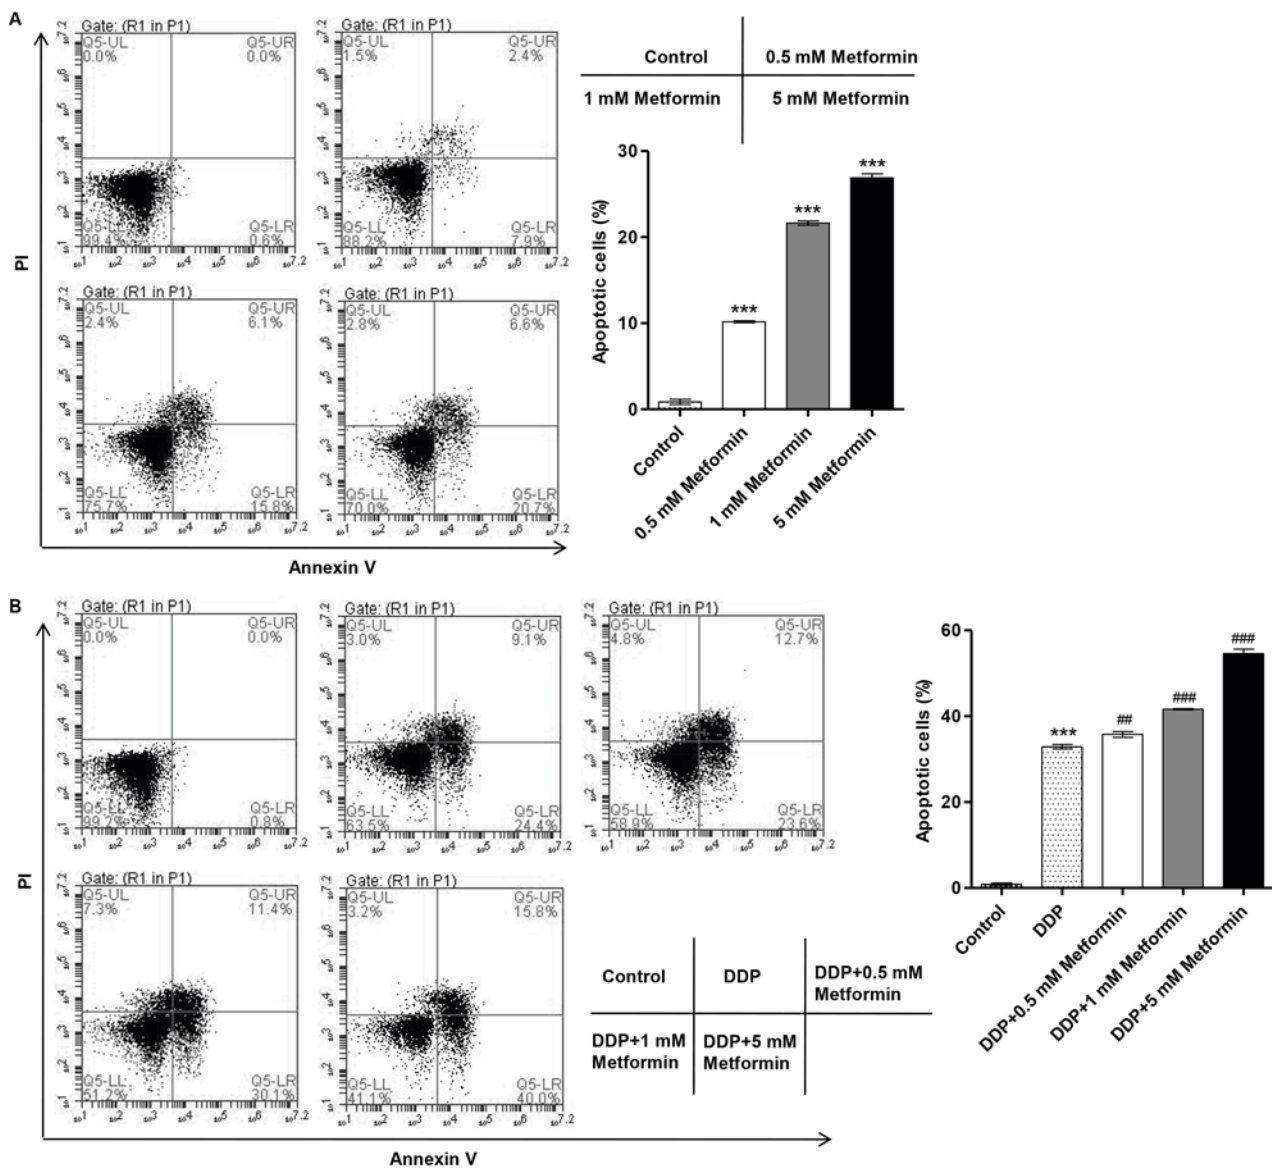 A
Gate: (R1 in P1)
Q5-UL Q5-UR
0.0% 0.0%
Q5-LL Q5-LR
99.4% 0.6%
Gate: (R1 in P1)
Q5-UL Q5-UR
1.5% 2.4%
Q5-LL Q5-LR
88.2% 7.9%
Gate: (R1 in P1)
Q5-UL Q5-UR
2.4% 6.1%
Q5-LL Q5-LR
75.7% 15.8%
Gate: (R1 in P1)
Q5-UL Q5-UR
2.8% 6.6%
Q5-LL Q5-LR
70.0% 20.7%
PI
Annexin V
Control 0.5 mM Metformin
1 mM Metformin 5 mM Metformin
Apoptotic cells (%)
30
20
10
0
***
***
***
Control
0.5 mM Metformin
1 mM Metformin
5 mM Metformin
B
Gate: (R1 in P1)
Q5-UL Q5-UR
0.0% 0.0%
Q5-LL Q5-LR
99.2% 0.8%
Gate: (R1 in P1)
Q5-UL Q5-UR
3.0% 9.1%
Q5-LL Q5-LR
63.5% 24.4%
Gate: (R1 in P1)
Q5-UL Q5-UR
4.8% 12.7%
Q5-LL Q5-LR
58.9% 23.6%
Gate: (R1 in P1)
Q5-UL Q5-UR
7.3% 11.4%
Q5-LL Q5-LR
51.2% 30.1%
Gate: (R1 in P1)
Q5-UL Q5-UR
3.2% 15.8%
Q5-LL Q5-LR
41.1% 40.0%
PI
Annexin V
Control DDP DDP+0.5 mM
Metformin
DDP+1 mM DDP+5 mM
Metformin Metformin
Apoptotic cells (%)
60
40
20
0
***
##
###
###
Control
DDP
DDP+0.5 mM Metformin
DDP+1 mM Metformin
DDP+5 mM Metformin